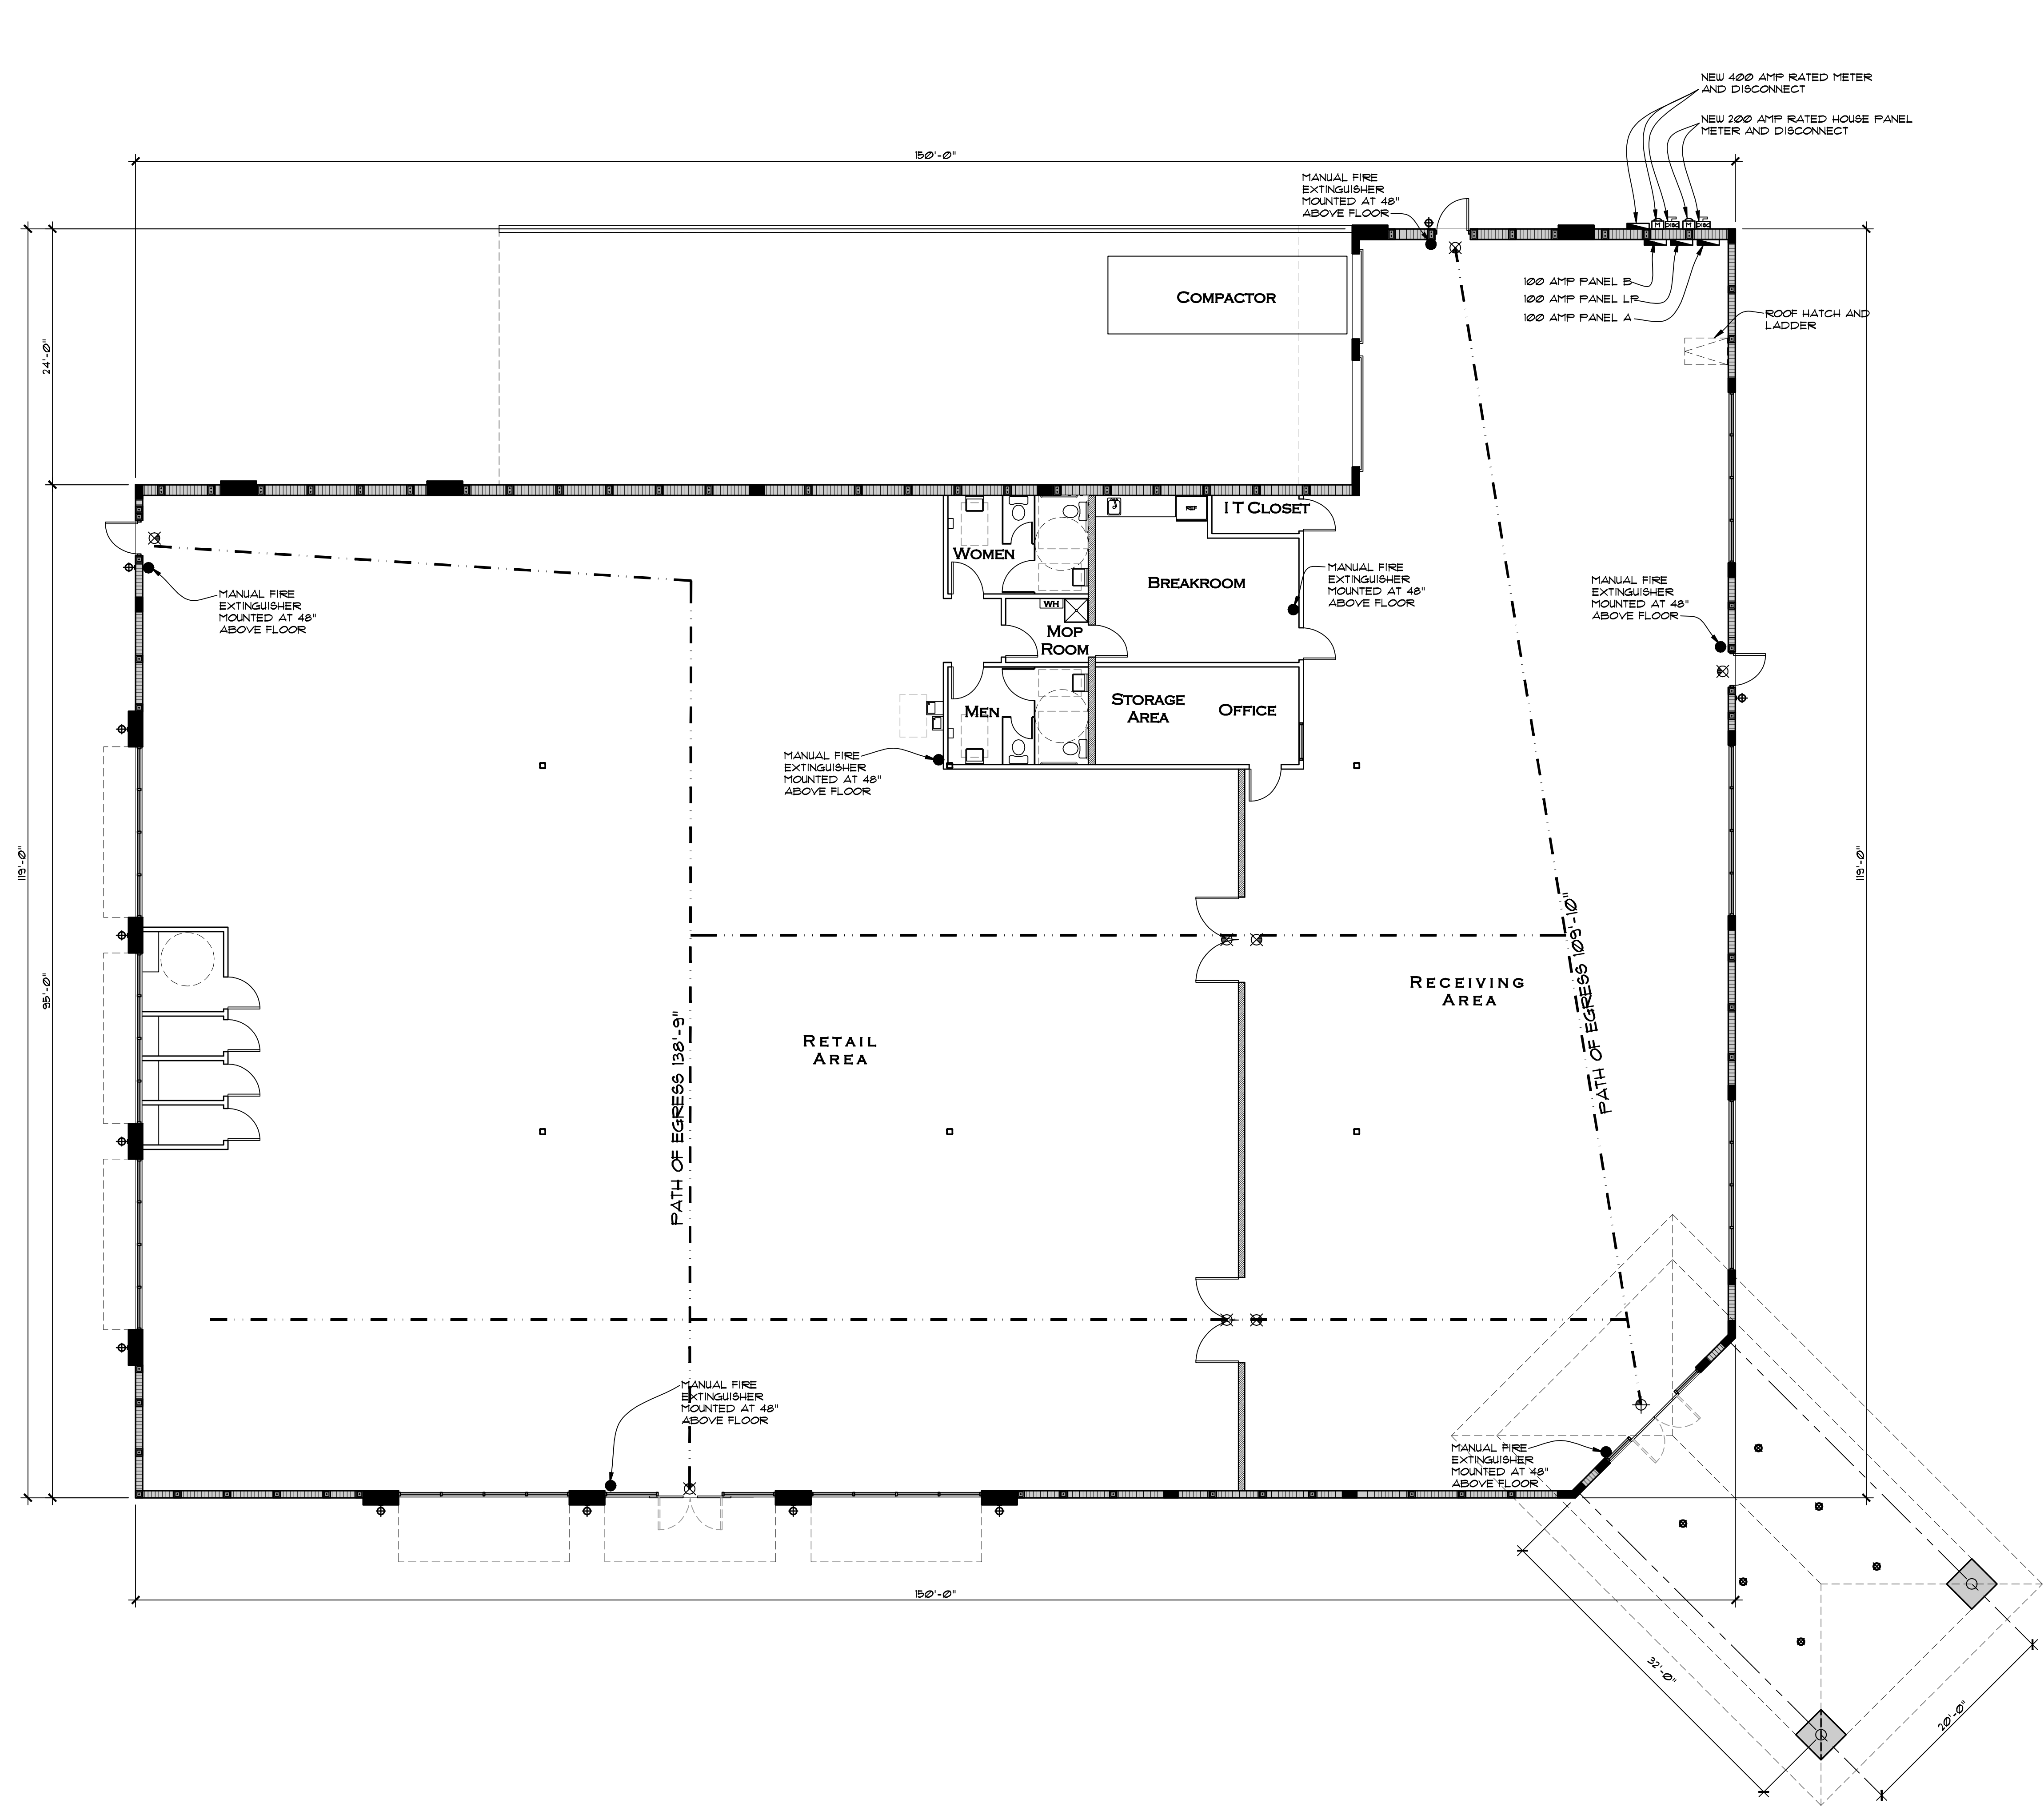 NEW 400 AMP RATED METER
AND DISCONNECT
NEW 200 AMP RATED HOUSE PANEL
METER AND DISCONNECT
150'-0"
MANUAL FIRE
EXTINGUISHER
MOUNTED AT 48"
ABOVE FLOOR
COMPACTOR
100 AMP PANEL B
100 AMP PANEL LP
100 AMP PANEL A
ROOF HATCH AND
LADDER
24'-0"
REF
I T CLOSET
WOMEN
BREAKROOM
MANUAL FIRE
EXTINGUISHER
MOUNTED AT 48"
ABOVE FLOOR
MANUAL FIRE
EXTINGUISHER
MOUNTED AT 48"
ABOVE FLOOR
MANUAL FIRE
EXTINGUISHER
MOUNTED AT 48"
ABOVE FLOOR
WH
MOP
ROOM
MEN
STORAGE
AREA
OFFICE
MANUAL FIRE
EXTINGUISHER
MOUNTED AT 48"
ABOVE FLOOR
119'-0"
119'-0"
95'-0"
PATH OF EGRESS 109'-10"
RECEIVING
AREA
PATH OF EGRESS 138'-9"
RETAIL
AREA
MANUAL FIRE
EXTINGUISHER
MOUNTED AT 48"
ABOVE FLOOR
MANUAL FIRE
EXTINGUISHER
MOUNTED AT 48"
ABOVE FLOOR
150'-0"
32'-0"
20'-0"